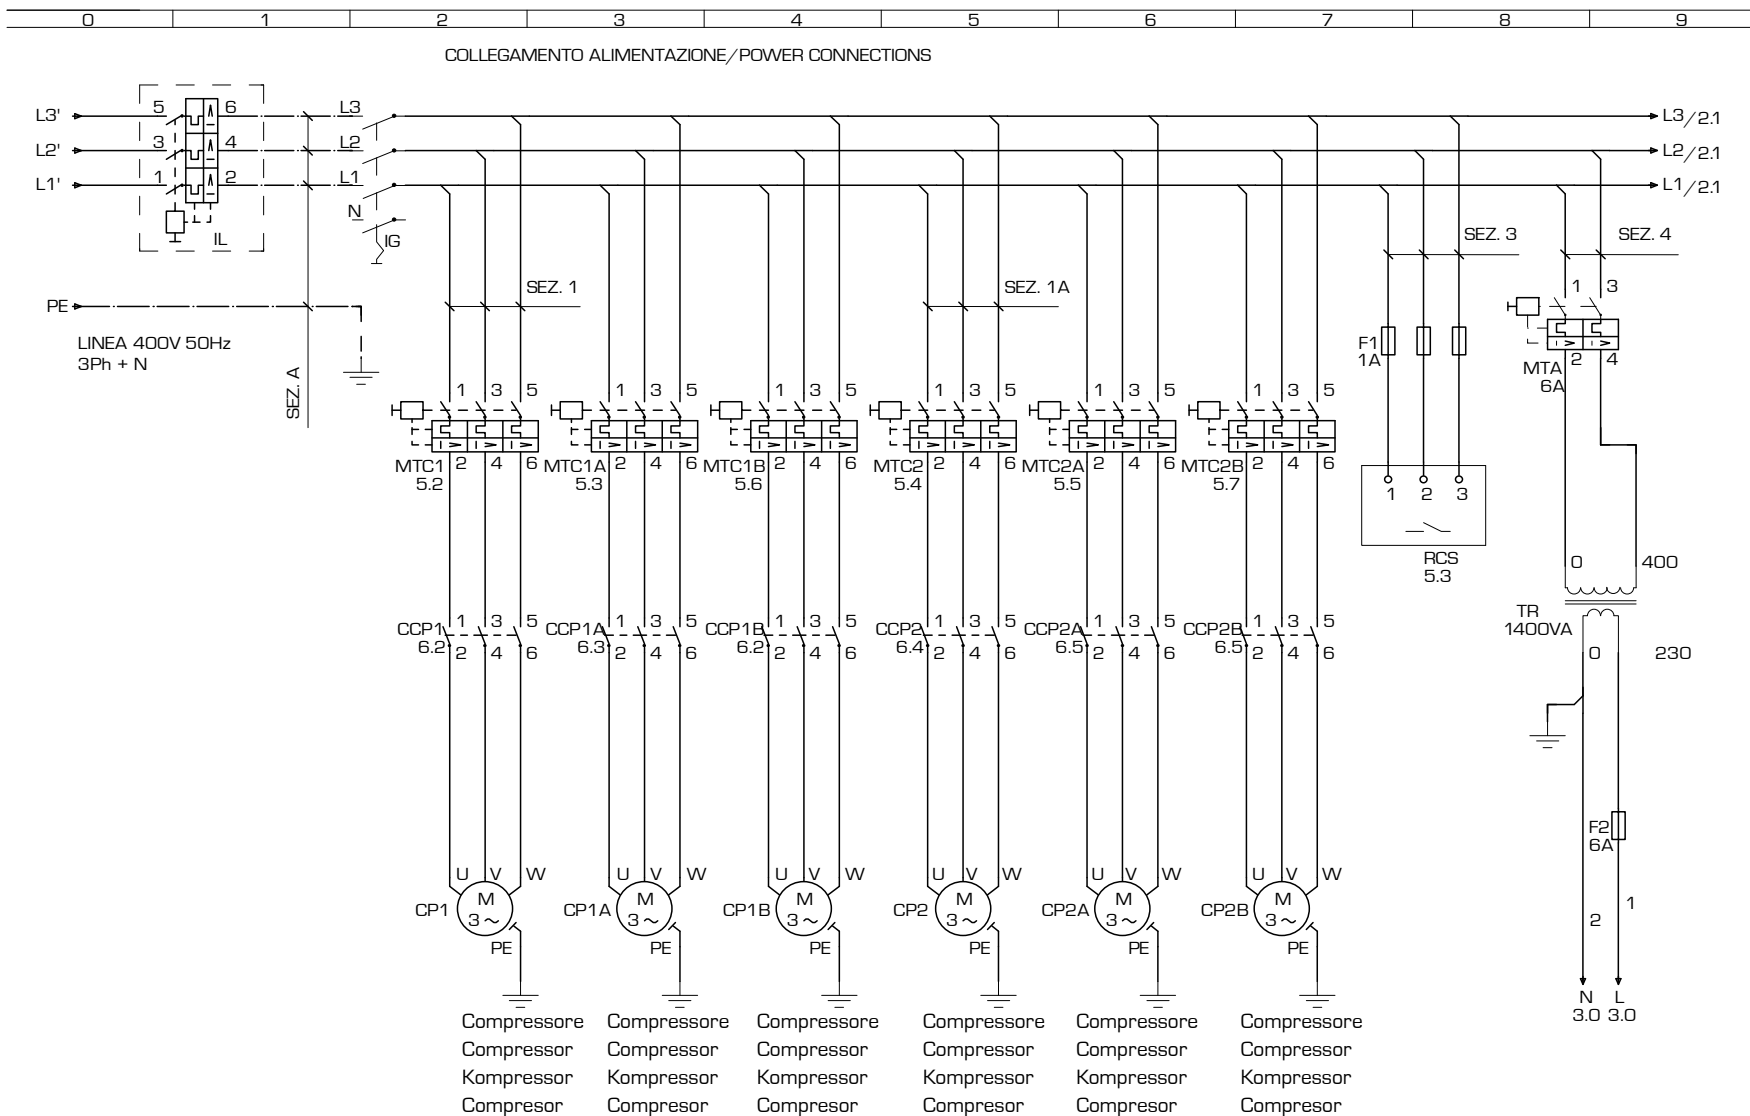 0 1 2 3 4 5 6 7 8 9
COLLEGAMENTO ALIMENTAZIONE/POWER CONNECTIONS
L3' 5 6 L3 L3/2.1
L2' 3 4 L2 L2/2.1
L1' 1 2 L1 L1/2.1
N
IL IG
SEZ. 3 SEZ. 4
SEZ. 1 SEZ. 1A 1 3
PE
LINEA 400V 50Hz
3Ph + N
SEZ. A
F1
1A
2 4
MTA
6A
1 3 5 1 3 5 1 3 5 1 3 5 1 3 5 1 3 5
MTC1 2 4 6 MTC1A 2 4 6 MTC1B 2 4 6 MTC2 2 4 6 MTC2A 2 4 6 MTC2B 2 4 6
5.2 5.3 5.6 5.4 5.5 5.7
1 2 3
RCS
5.3
0 400
TR
1400VA
1 3 5 1 3 5 1 3 5 1 3 5 1 3 5 1 3 5
CCP1 CCP1A CCP1B CCP2 CCP2A CCP2B
6.2 2 4 6 6.3 2 4 6 6.2 2 4 6 6.4 2 4 6 6.5 2 4 6 6.5 2 4 6
0 230
F2
6A
U V W U V W U V W U V W U V W U V W
CP1 M CP1A M CP1B M CP2 M CP2A M CP2B M
3 ~ 3 ~ 3 ~ 3 ~ 3 ~ 3 ~
PE PE PE PE PE PE
2 1
N L
3.0 3.0
Compressore Compressore Compressore Compressore Compressore Compressore
Compressor Compressor Compressor Compressor Compressor Compressor
Kompressor Kompressor Kompressor Kompressor Kompressor Kompressor
Compresor Compresor Compresor Compresor Compresor Compresor